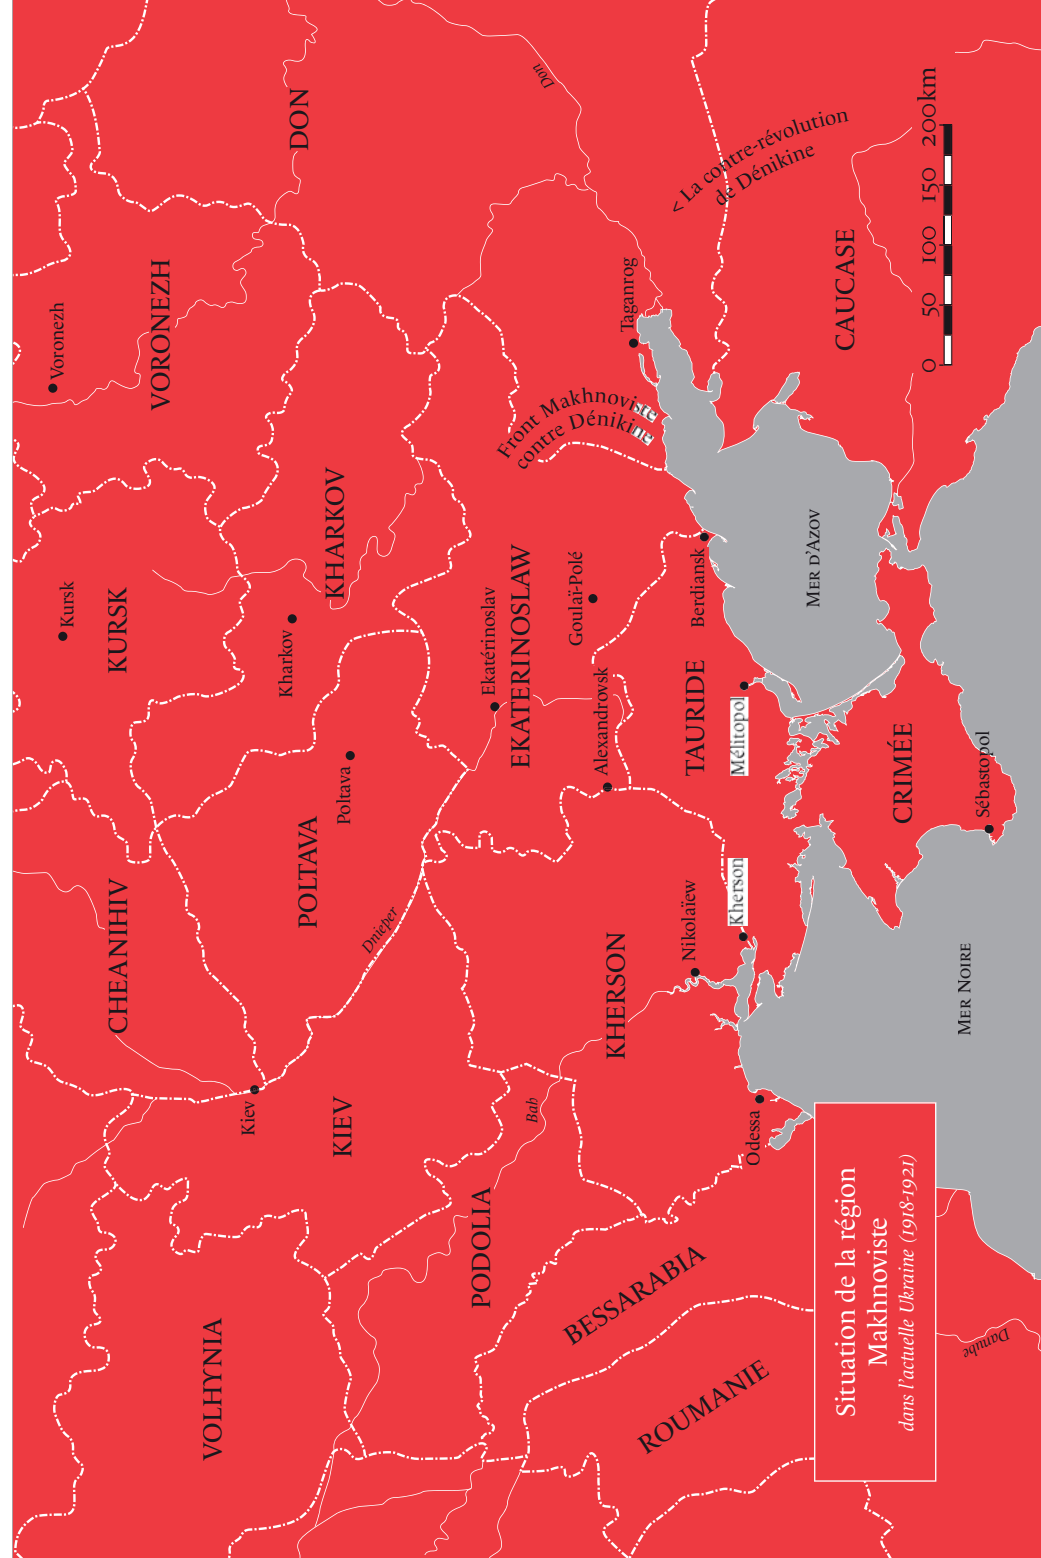 Voronezh
VORONEZH
DON
Don
Kursk
KURSK
KHARKOV
Kharkov
CHEANIHIV
POLTAVA
Poltava
Dnieper
Kiev
KIEV
VOLHYNIA
PODOLIA
Bah
BESSARABIA
ROUMANIE
KHERSON
Nikolaïew
Kherson
Odessa
Ekatérinoslav
EKATERINOSLAW
Goulaï-Polé
Alexandrovsk
TAURIDE
Mélitopol
Berdiansk
Taganrog
Front Makhnoviste
contre Dénikine
< La contre-révolution
de Dénikine
CAUCASE
MER D'AZOV
CRIMÉE
Sébastopol
MER NOIRE
Danube
0 50 100 150 200km
Situation de la région
Makhnoviste
dans l'actuelle Ukraine (1918-1921)